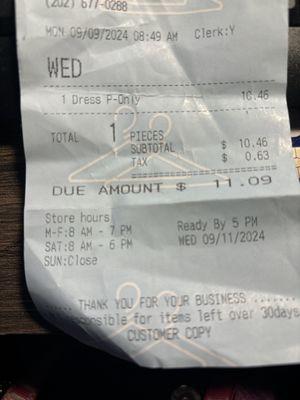 (202) 677-0288
MON 09/09/2024 08:49 AM Clerk:Y
WED
1 Dress P-Only 10.46
TOTAL 1 PIECES
SUBTOTAL $ 10.46
TAX $ 0.63
DUE AMOUNT $ 11.09
Store hours
M-F:8 AM - 7 PM Ready By 5 PM
SAT:8 AM - 6 PM WED 09/11/2024
SUN:Close
..... THANK YOU FOR YOUR BUSINESS .......
for items left over 30days
CUSTOMER COPY